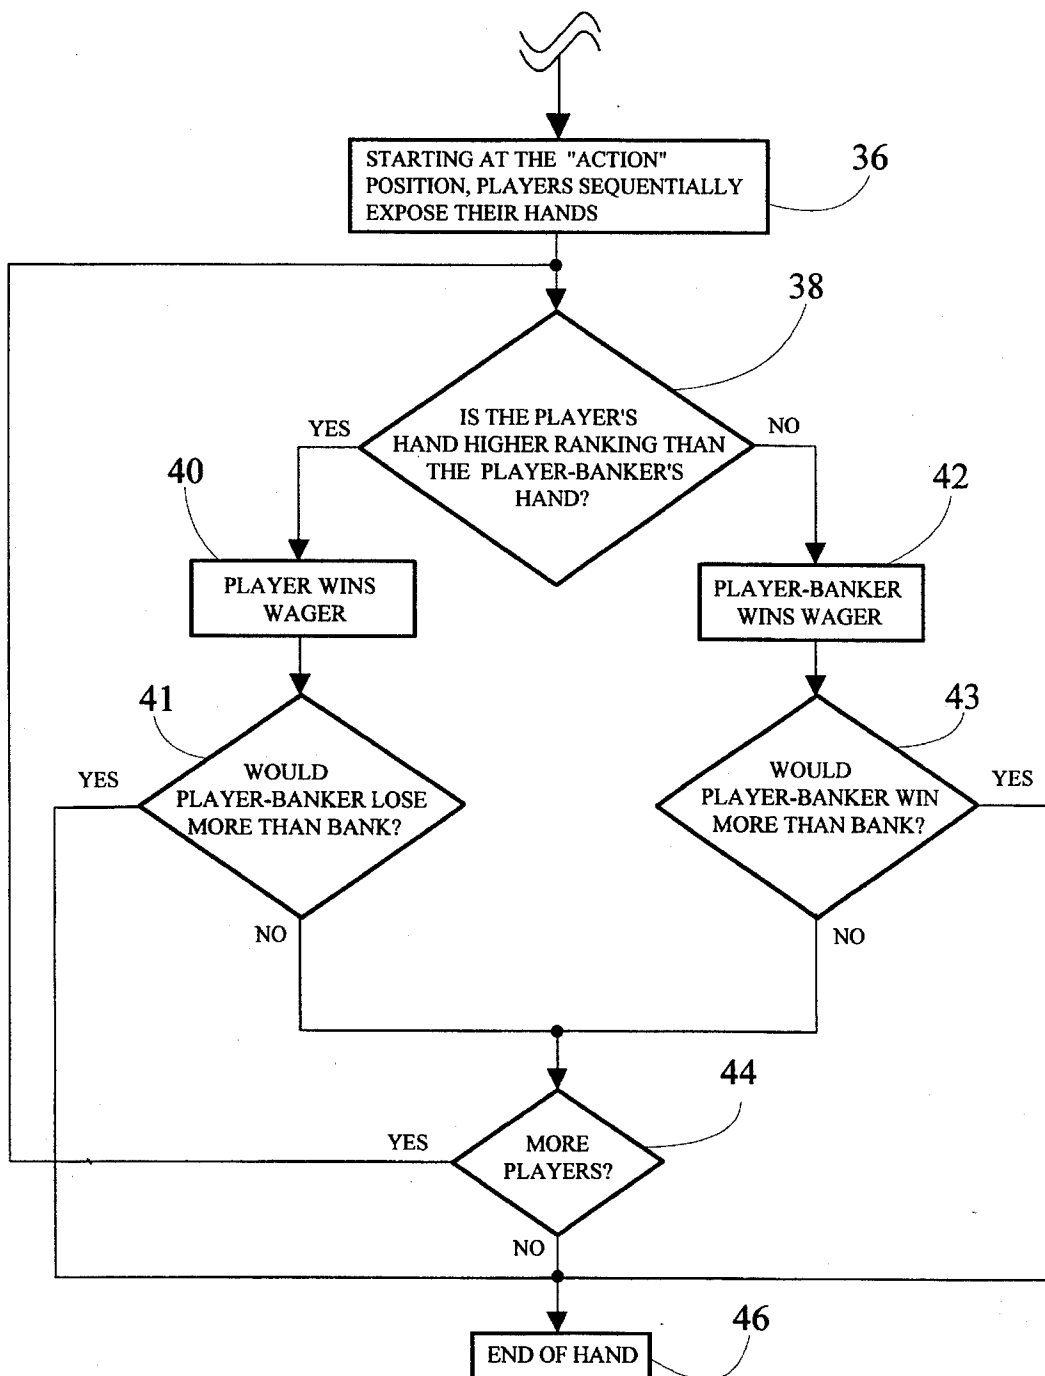 STARTING AT THE "ACTION"
POSITION, PLAYERS SEQUENTIALLY
EXPOSE THEIR HANDS
36
38
IS THE PLAYER'S
HAND HIGHER RANKING THAN
THE PLAYER-BANKER'S
HAND?
YES
NO
40
42
PLAYER WINS
WAGER
PLAYER-BANKER
WINS WAGER
41
43
WOULD
PLAYER-BANKER LOSE
MORE THAN BANK?
YES
NO
WOULD
PLAYER-BANKER WIN
MORE THAN BANK?
YES
NO
44
MORE
PLAYERS?
YES
NO
46
END OF HAND